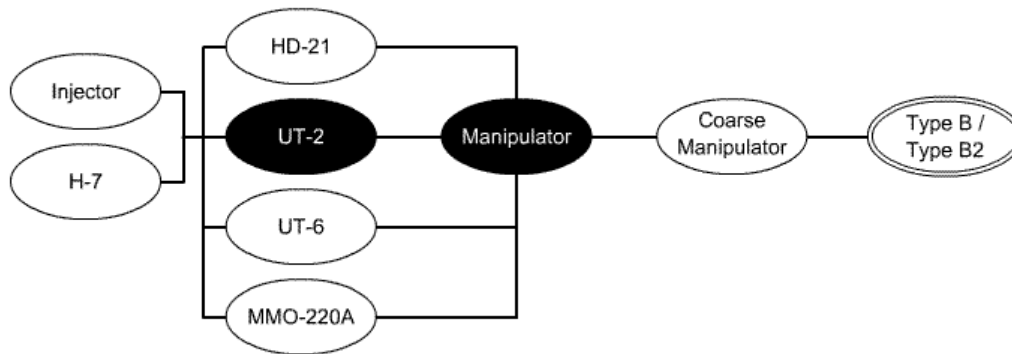 Injector
H-7
HD-21
UT-2
UT-6
MMO-220A
Manipulator
Coarse
Manipulator
Type B /
Type B2